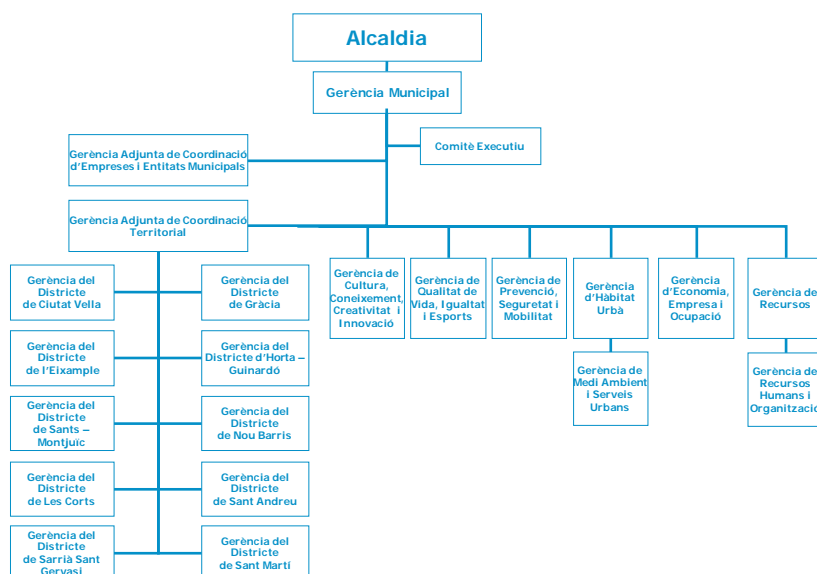 Alcaldia
Gerència Municipal
Comitè Executiu
Gerència Adjunta de Coordinació
d'Empreses i Entitats Municipals
Gerència Adjunta de Coordinació
Territorial
Gerència del
Districte
de Ciutat Vella
Gerència del
Districte
de Gràcia
Gerència del
Districte
de l'Eixample
Gerència del
Districte d'Horta –
Guinardó
Gerència del
Districte
de Sants –
Montjuïc
Gerència del
Districte
de Nou Barris
Gerència del
Districte
de Les Corts
Gerència del
Districte
de Sant Andreu
Gerència del
Districte
de Sarrià Sant
Gervasi
Gerència del
Districte
de Sant Martí
Gerència de
Cultura,
Coneixement,
Creativitat i
Innovació
Gerència de
Qualitat de
Vida, Igualtat
i Esports
Gerència de
Prevenció,
Seguretat i
Mobilitat
Gerència
d'Hàbitat
Urbà
Gerència
d'Economia,
Empresa i
Ocupació
Gerència de
Recursos
Gerència de
Medi Ambient
i Serveis
Urbans
Gerència de
Recursos
Humans i
Organització